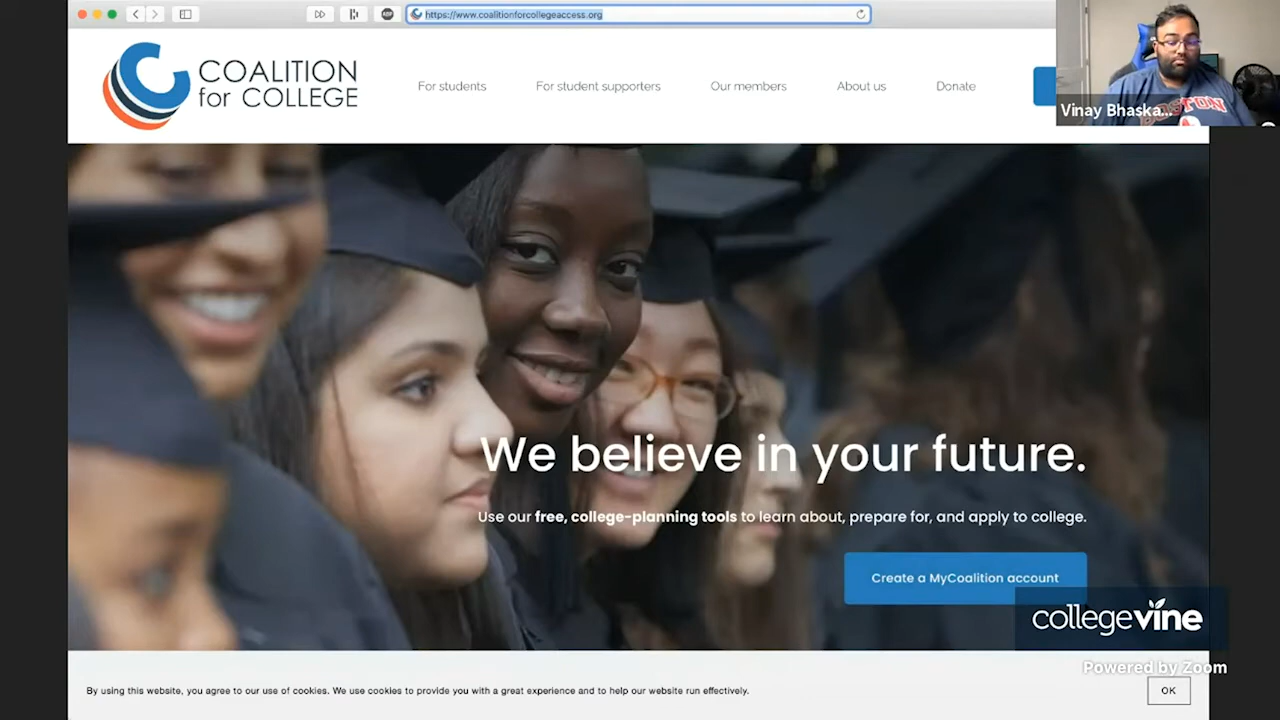 https://www.coalitionforcollegeaccess.org
COALITION
for COLLEGE
For students
For student supporters
Our members
About us
Donate
Vinay Bhaska...
BOSTON
We believe in your future.
Use our free, college-planning tools to learn about, prepare for, and apply to college.
Create a MyCoalition account
collegevine
Powered by Zoom
By using this website, you agree to our use of cookies. We use cookies to provide you with a great experience and to help our website run effectively.
OK